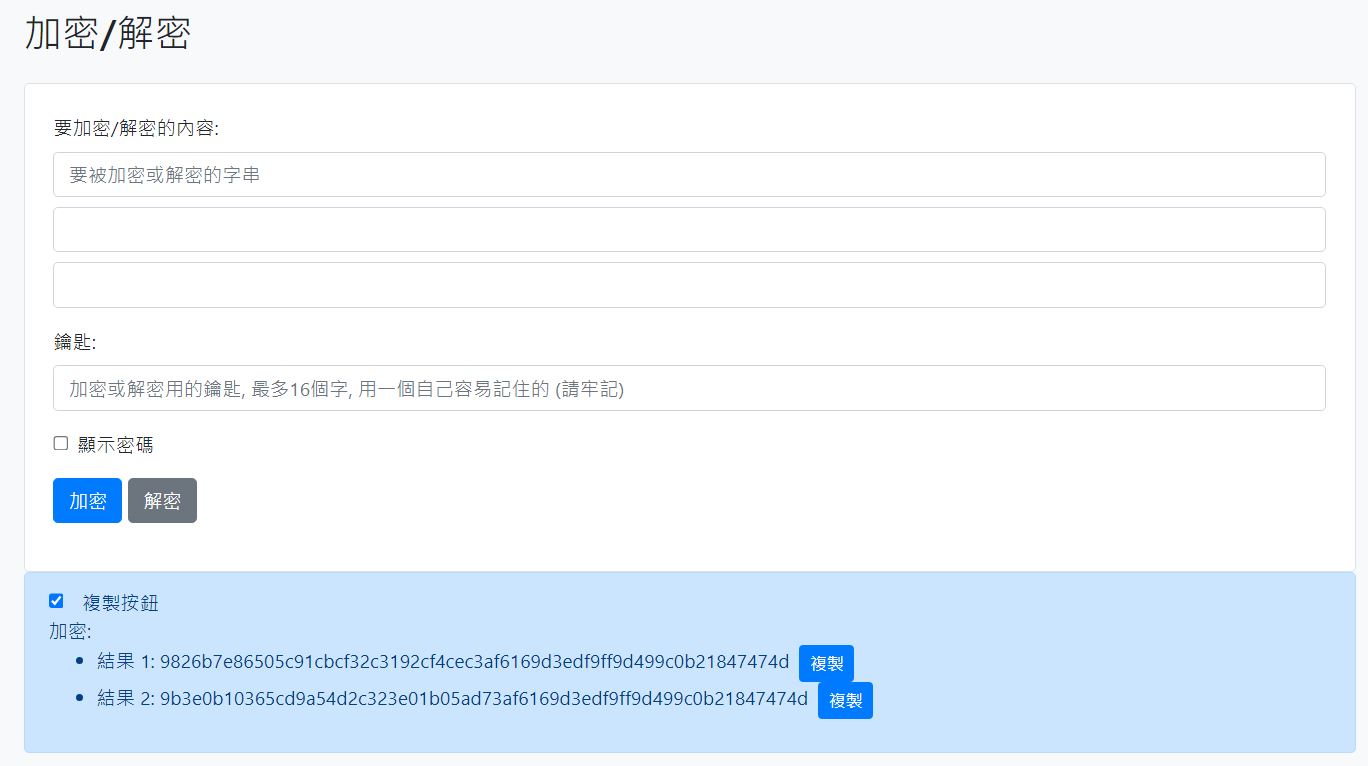 加密/解密
要加密/解密的內容:
要被加密或解密的字串
鑰匙:
加密或解密用的鑰匙, 最多16個字, 用一個自己容易記住的 (請牢記)
顯示密碼
加密 解密
複製按鈕
加密:
結果 1: 9826b7e86505c91cbcf32c3192cf4cec3af6169d3edf9ff9d499c0b21847474d 複製
結果 2: 9b3e0b10365cd9a54d2c323e01b05ad73af6169d3edf9ff9d499c0b21847474d 複製